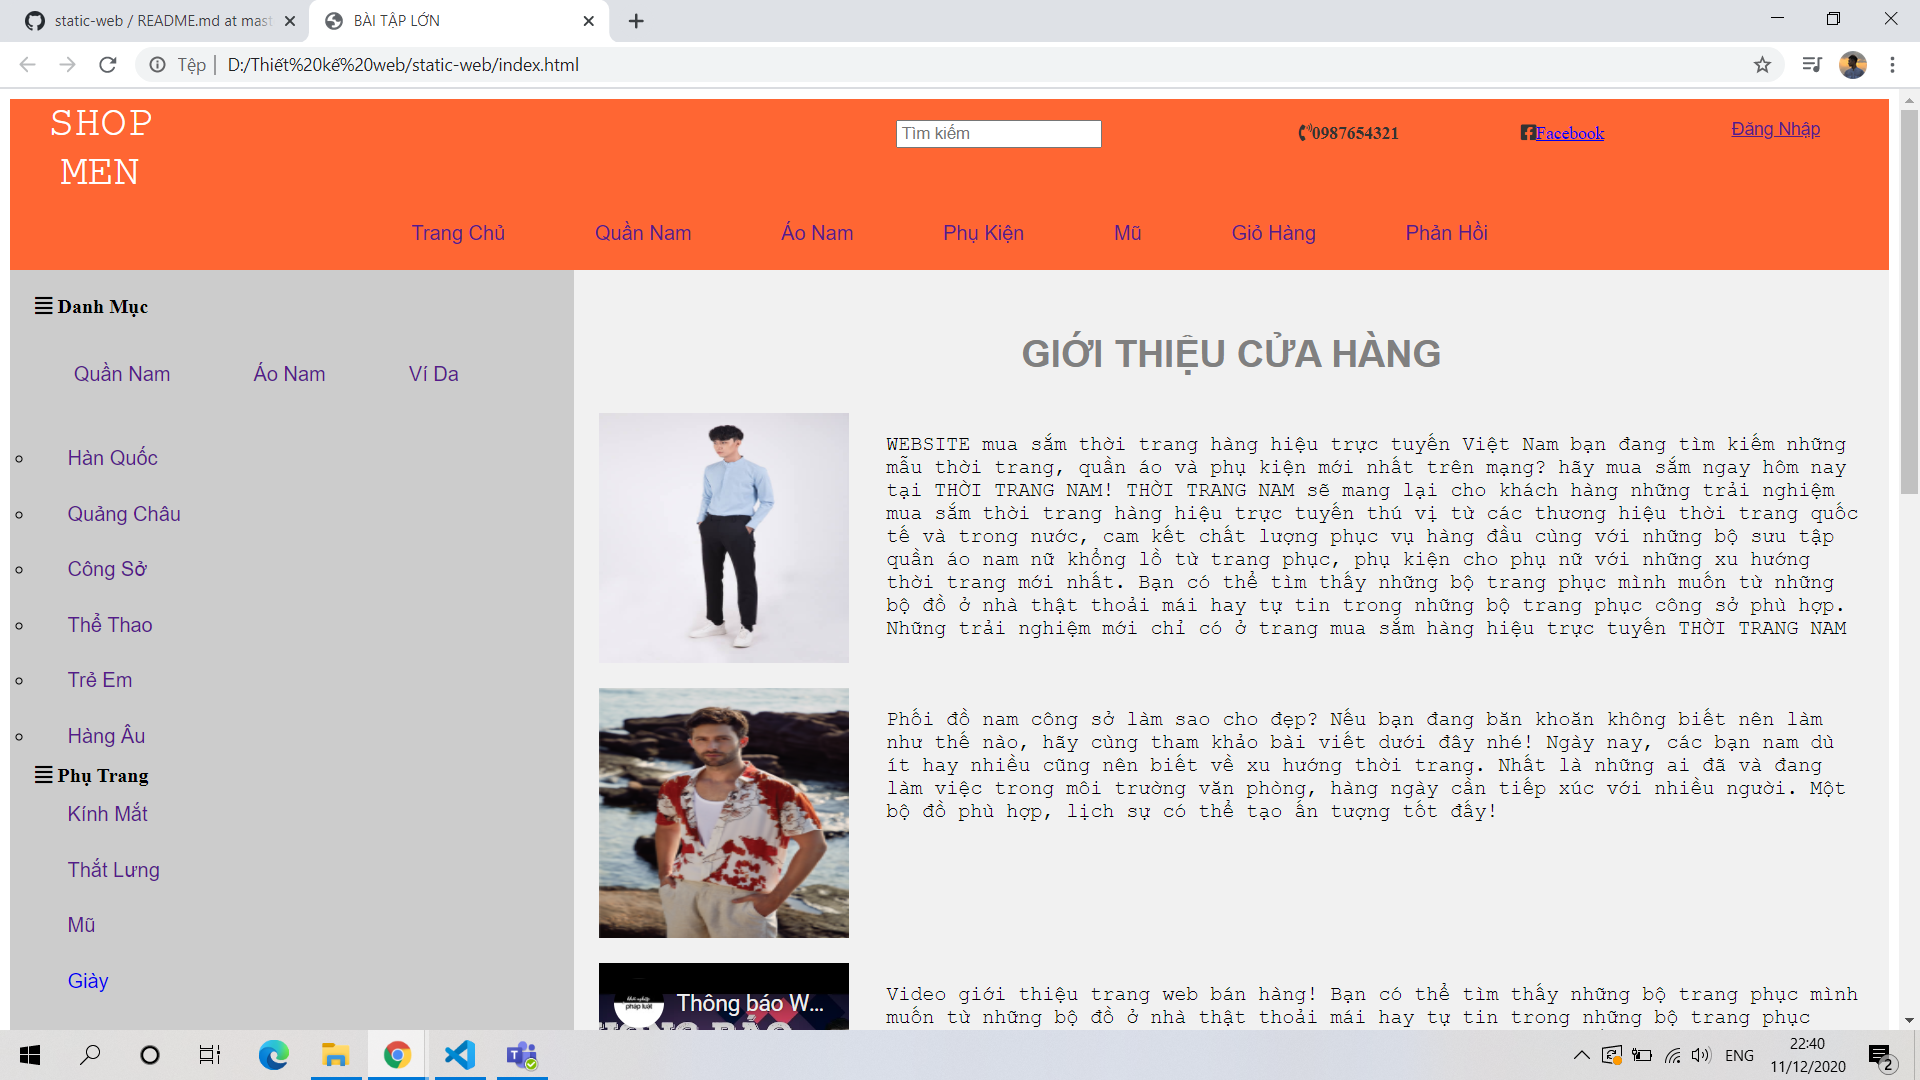 static-web / README.md at mast
BÀI TẬP LỚN
Tệp | D:/Thiết%20kế%20web/static-web/index.html
SHOP
MEN
Tìm kiếm
0987654321
Facebook
Đăng Nhập
Trang Chủ Quần Nam Áo Nam Phụ Kiện Mũ Giỏ Hàng Phản Hồi
Danh Mục
Quần Nam Áo Nam Ví Da
Hàn Quốc
Quảng Châu
Công Sở
Thể Thao
Trẻ Em
Hàng Âu
Phụ Trang
Kính Mắt
Thắt Lưng
Mũ
Giày
GIỚI THIỆU CỬA HÀNG
WEBSITE mua sắm thời trang hàng hiệu trực tuyến Việt Nam bạn đang tìm kiếm những
mẫu thời trang, quần áo và phụ kiện mới nhất trên mạng? hãy mua sắm ngay hôm nay
tại THỜI TRANG NAM! THỜI TRANG NAM sẽ mang lại cho khách hàng những trải nghiệm
mua sắm thời trang hàng hiệu trực tuyến thú vị từ các thương hiệu thời trang quốc
tế và trong nước, cam kết chất lượng phục vụ hàng đầu cùng với những bộ sưu tập
quần áo nam nữ khổng lồ từ trang phục, phụ kiện cho phụ nữ với những xu hướng
thời trang mới nhất. Bạn có thể tìm thấy những bộ trang phục mình muốn từ những
bộ đồ ở nhà thật thoải mái hay tự tin trong những bộ trang phục công sở phù hợp.
Những trải nghiệm mới chỉ có ở trang mua sắm hàng hiệu trực tuyến THỜI TRANG NAM
Phối đồ nam công sở làm sao cho đẹp? Nếu bạn đang băn khoăn không biết nên làm
như thế nào, hãy cùng tham khảo bài viết dưới đây nhé! Ngày nay, các bạn nam dù
ít hay nhiều cũng nên biết về xu hướng thời trang. Nhất là những ai đã và đang
làm việc trong môi trường văn phòng, hàng ngày cần tiếp xúc với nhiều người. Một
bộ đồ phù hợp, lịch sự có thể tạo ấn tượng tốt đấy!
Thông báo W...
pháp luật
Video giới thiệu trang web bán hàng! Bạn có thể tìm thấy những bộ trang phục mình
muốn từ những bộ đồ ở nhà thật thoải mái hay tự tin trong những bộ trang phục
ENG
22:40
11/12/2020
2